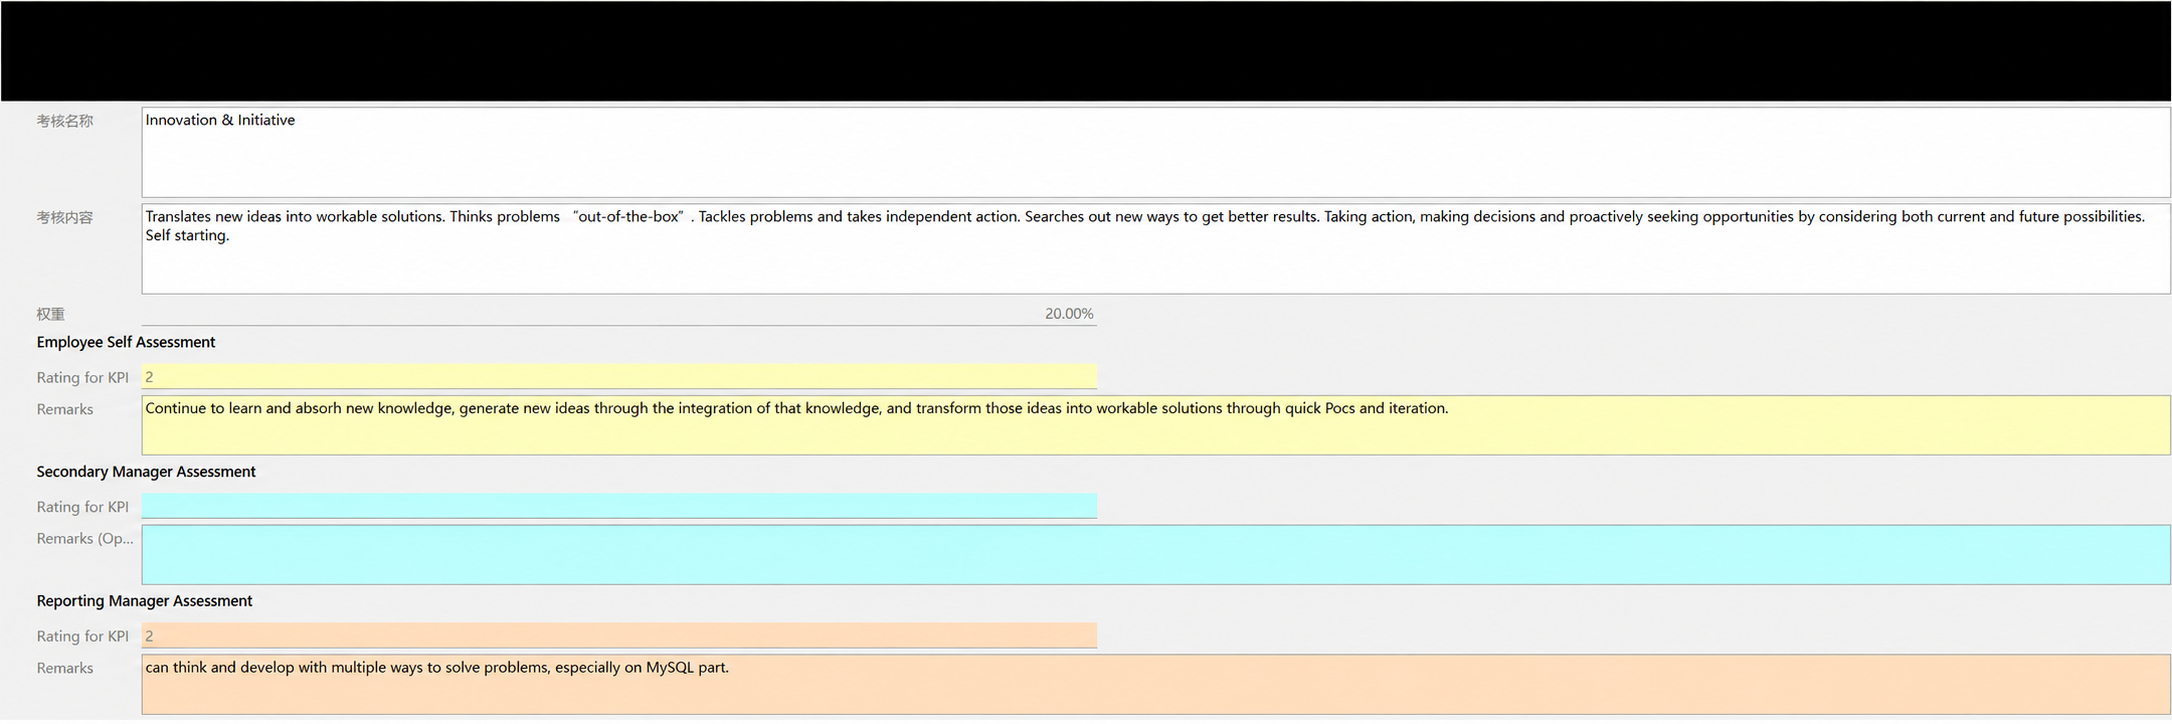 考核名称
Innovation & Initiative
考核内容
Translates new ideas into workable solutions. Thinks problems “out-of-the-box” . Tackles problems and takes independent action. Searches out new ways to get better results. Taking action, making decisions and proactively seeking opportunities by considering both current and future possibilities.
Self starting.
权重
20.00%
Employee Self Assessment
Rating for KPI
2
Remarks
Continue to learn and absorh new knowledge, generate new ideas through the integration of that knowledge, and transform those ideas into workable solutions through quick Pocs and iteration.
Secondary Manager Assessment
Rating for KPI
Remarks (Op...
Reporting Manager Assessment
Rating for KPI
2
Remarks
can think and develop with multiple ways to solve problems, especially on MySQL part.